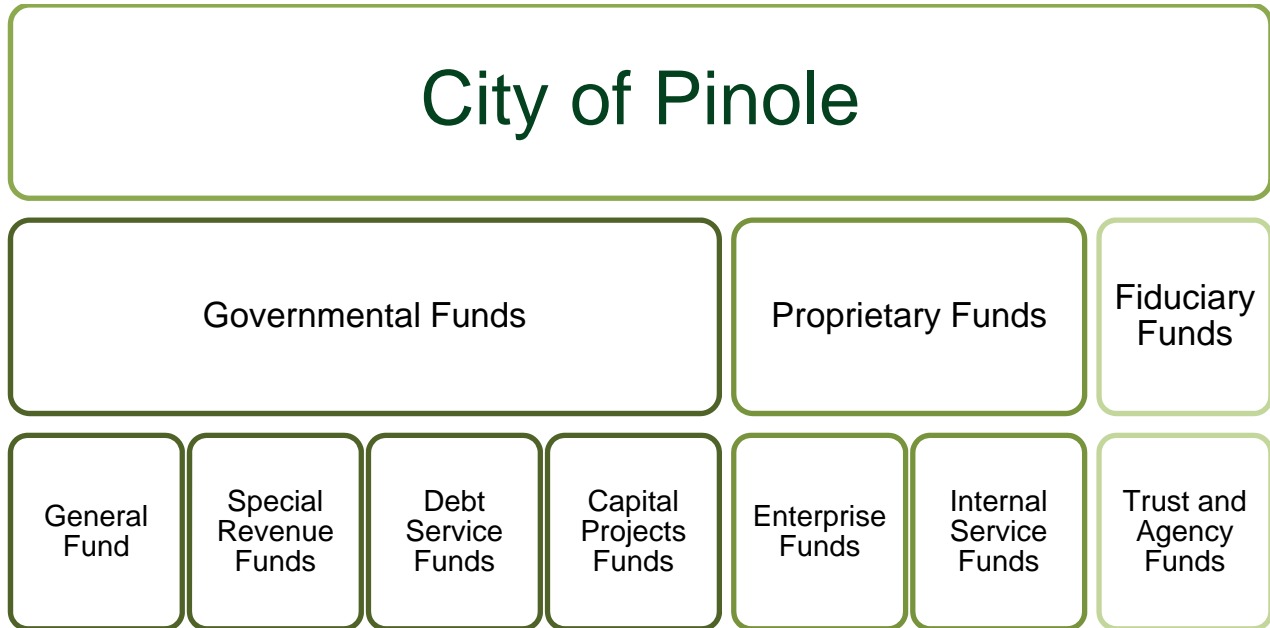 City of Pinole
Governmental Funds
Proprietary Funds
Fiduciary
Funds
General
Fund
Special
Revenue
Funds
Debt
Service
Funds
Capital
Projects
Funds
Enterprise
Funds
Internal
Service
Funds
Trust and
Agency
Funds